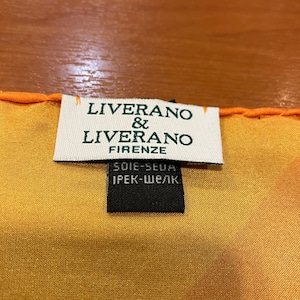 LIVERANO
&
LIVERANO
FIRENZE
SOIE-SEDA
IPEK-шелк